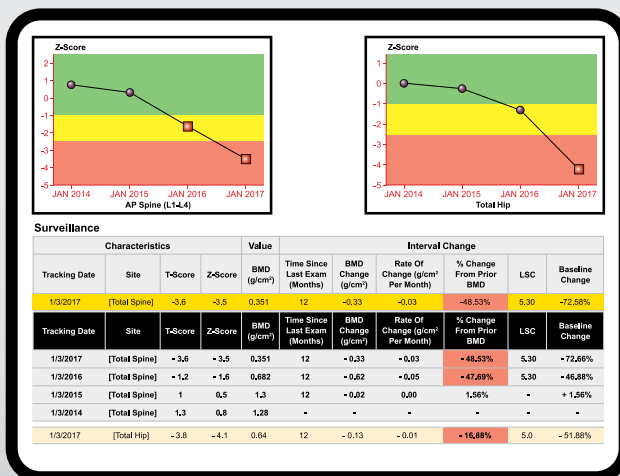 Z-Score
2
1
0
-1
-2
-3
-4
-5
JAN 2014 JAN 2015 JAN 2016 JAN 2017
AP Spine (L1-L4)
Z-Score
2
1
0
-1
-2
-3
-4
-5
JAN 2014 JAN 2015 JAN 2016 JAN 2017
Total Hip
Surveillance
Characteristics Value Interval Change
Tracking Date Site T-Score Z-Score BMD (g/cm²) Time Since Last Exam (Months) BMD Change (g/cm²) Rate Of Change (g/cm² Per Month) % Change From Prior BMD LSC Baseline Change
1/3/2017 [Total Spine] -3.6 -3.5 0.351 12 -0.33 -0.03 -48.53% 5.30 -72.58%
Tracking Date Site T-Score Z-Score BMD (g/cm²) Time Since Last Exam (Months) BMD Change (g/cm²) Rate Of Change (g/cm² Per Month) % Change From Prior BMD LSC Baseline Change
1/3/2017 [Total Spine] - 3.6 - 3.5 0.351 12 - 0.33 - 0.03 - 48.53% 5.30 -72.66%
1/3/2016 [Total Spine] - 1.2 - 1.6 0.682 12 - 0.62 - 0.05 - 47.69% 5.30 - 46.88%
1/3/2015 [Total Spine] 1 0.5 1.3 12 - 0.02 0.00 1.56% - + 1.56%
1/3/2014 [Total Spine] 1.3 0.8 1.28 - - - - - -
1/3/2017 [Total Hip] - 3.8 - 4.1 0.64 12 - 0.13 - 0.01 - 16.88% 5.0 - 51.88%